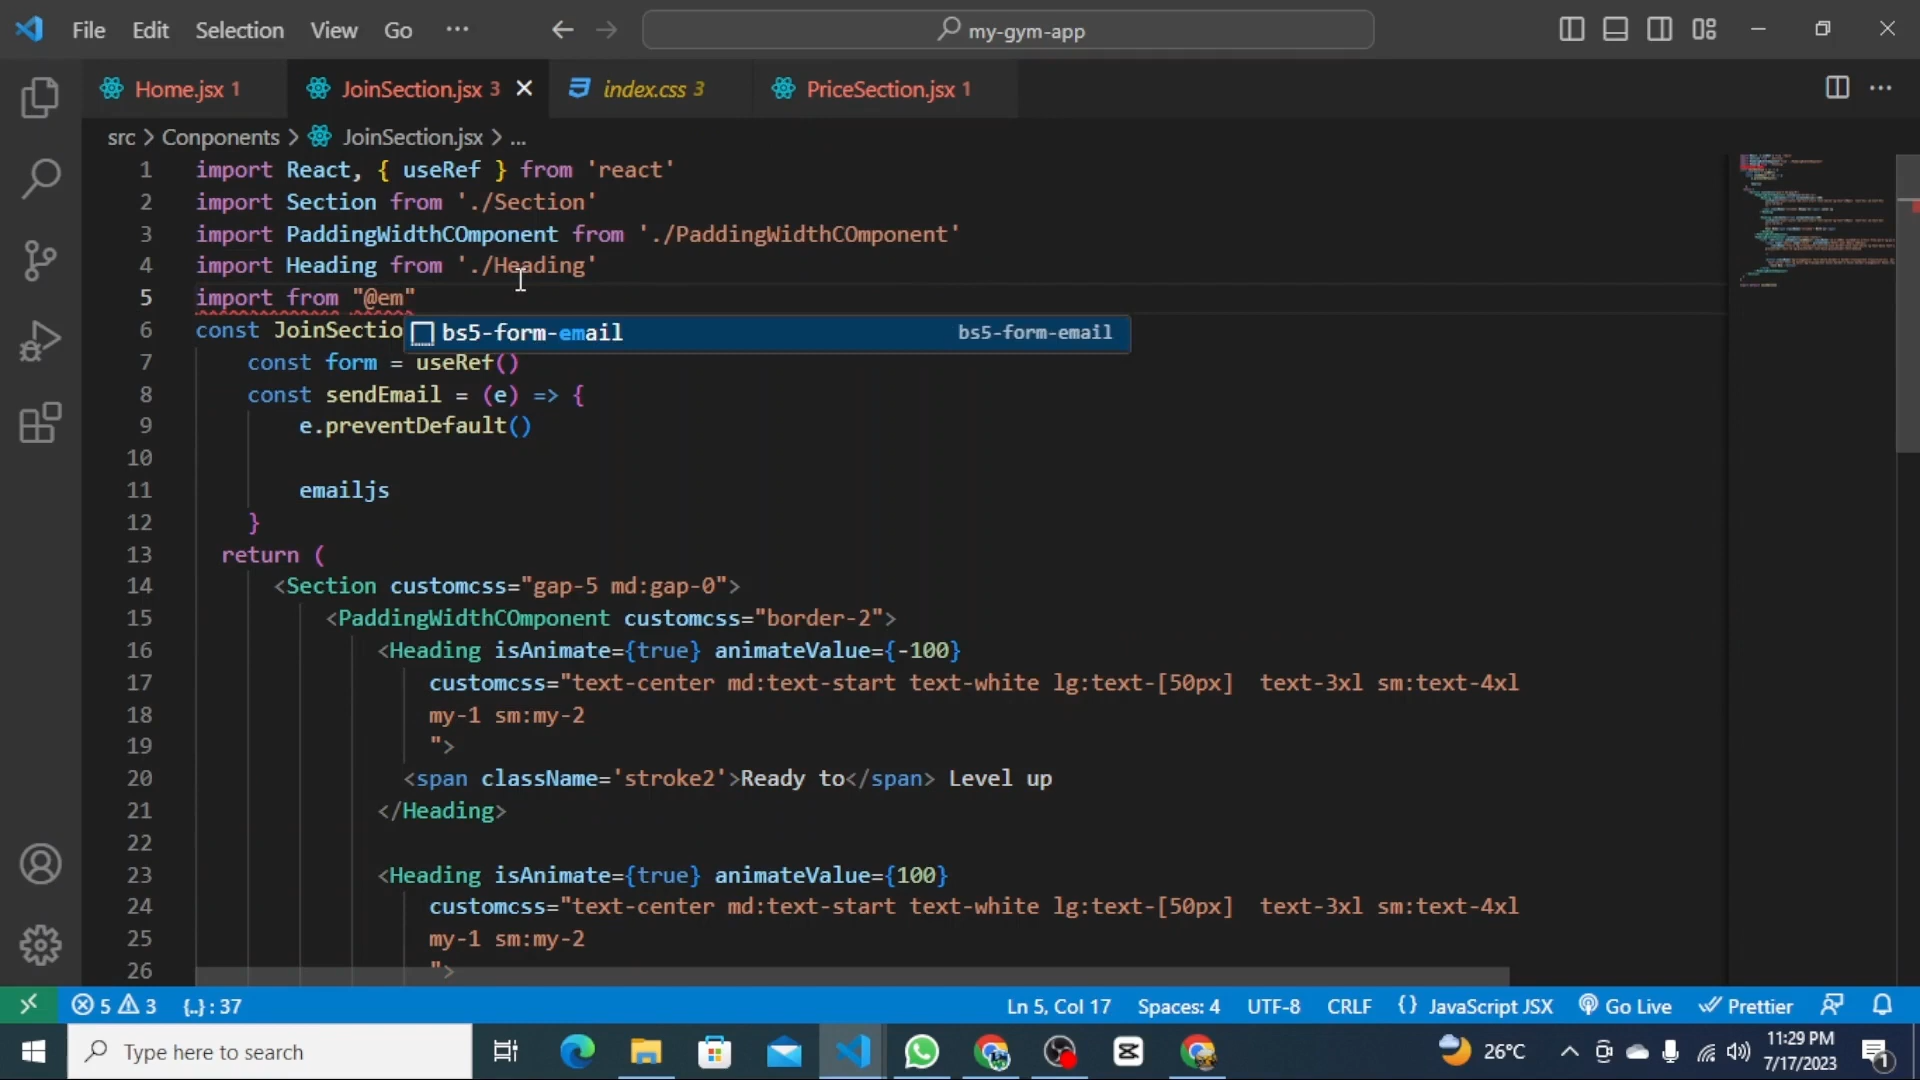 File Edit Selection View Go ...
my-gym-app
Home.jsx 1
JoinSection.jsx 3
index.css 3
PriceSection.jsx 1
src > Conponents > JoinSection.jsx > ...
1 import React, { useRef } from 'react'
2 import Section from './Section'
3 import PaddingWidthCOmponent from './PaddingWidthCOmponent'
4 import Heading from './Heading'
5 import from "@em"
6 const JoinSectio
bs5-form-email bs5-form-email
7 const form = useRef()
8 const sendEmail = (e) => {
9 e.preventDefault()
10
11 emailjs
12 }
13 return (
14 <Section customcss="gap-5 md:gap-0">
15 <PaddingWidthCOmponent customcss="border-2">
16 <Heading isAnimate={true} animateValue={-100}
17 customcss="text-center md:text-start text-white lg:text-[50px] text-3xl sm:text-4xl
18 my-1 sm:my-2
19 ">
20 <span className='stroke2'>Ready to</span> Level up
21 </Heading>
22
23 <Heading isAnimate={true} animateValue={100}
24 customcss="text-center md:text-start text-white lg:text-[50px] text-3xl sm:text-4xl
25 my-1 sm:my-2
26 ">
5 3 {..} : 37
Ln 5, Col 17 Spaces: 4 UTF-8 CRLF {} JavaScript JSX Go Live Prettier
Type here to search
26°C
11:29 PM
7/17/2023
1